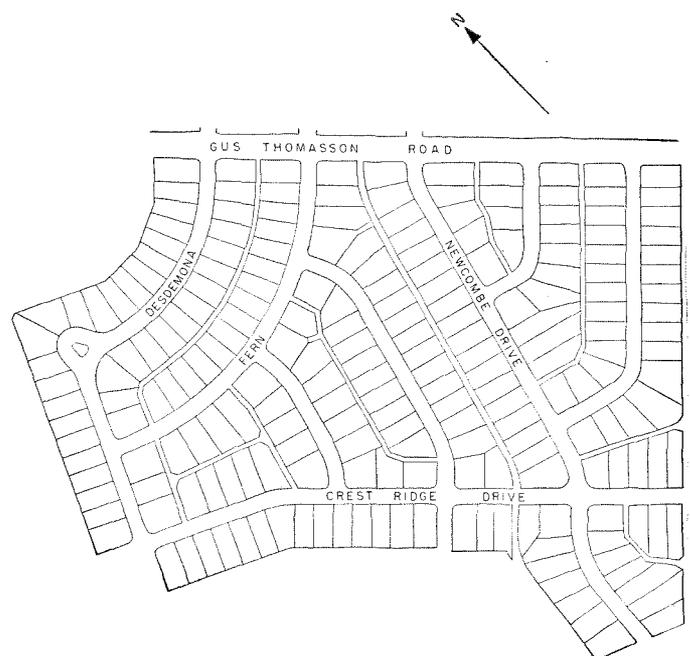 N
GUS THOMASSON ROAD
DESDEMONA
NEWCOMBE DRIVE
FERN
CREST RIDGE DRIVE